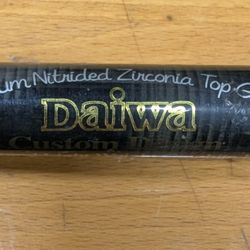 um Nitrided Zirconia Top G
Daiwa
Custom